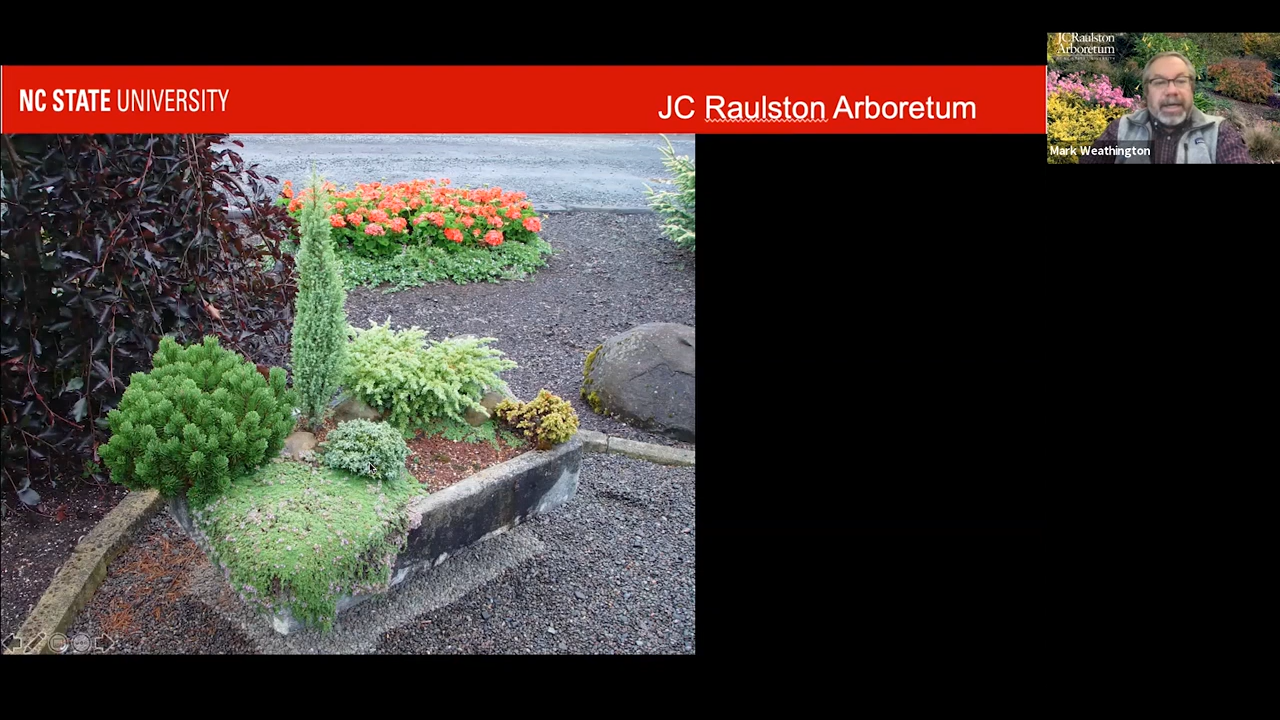 NC STATE UNIVERSITY
JC Raulston Arboretum
JC Raulston
Arboretum
Mark Weathington